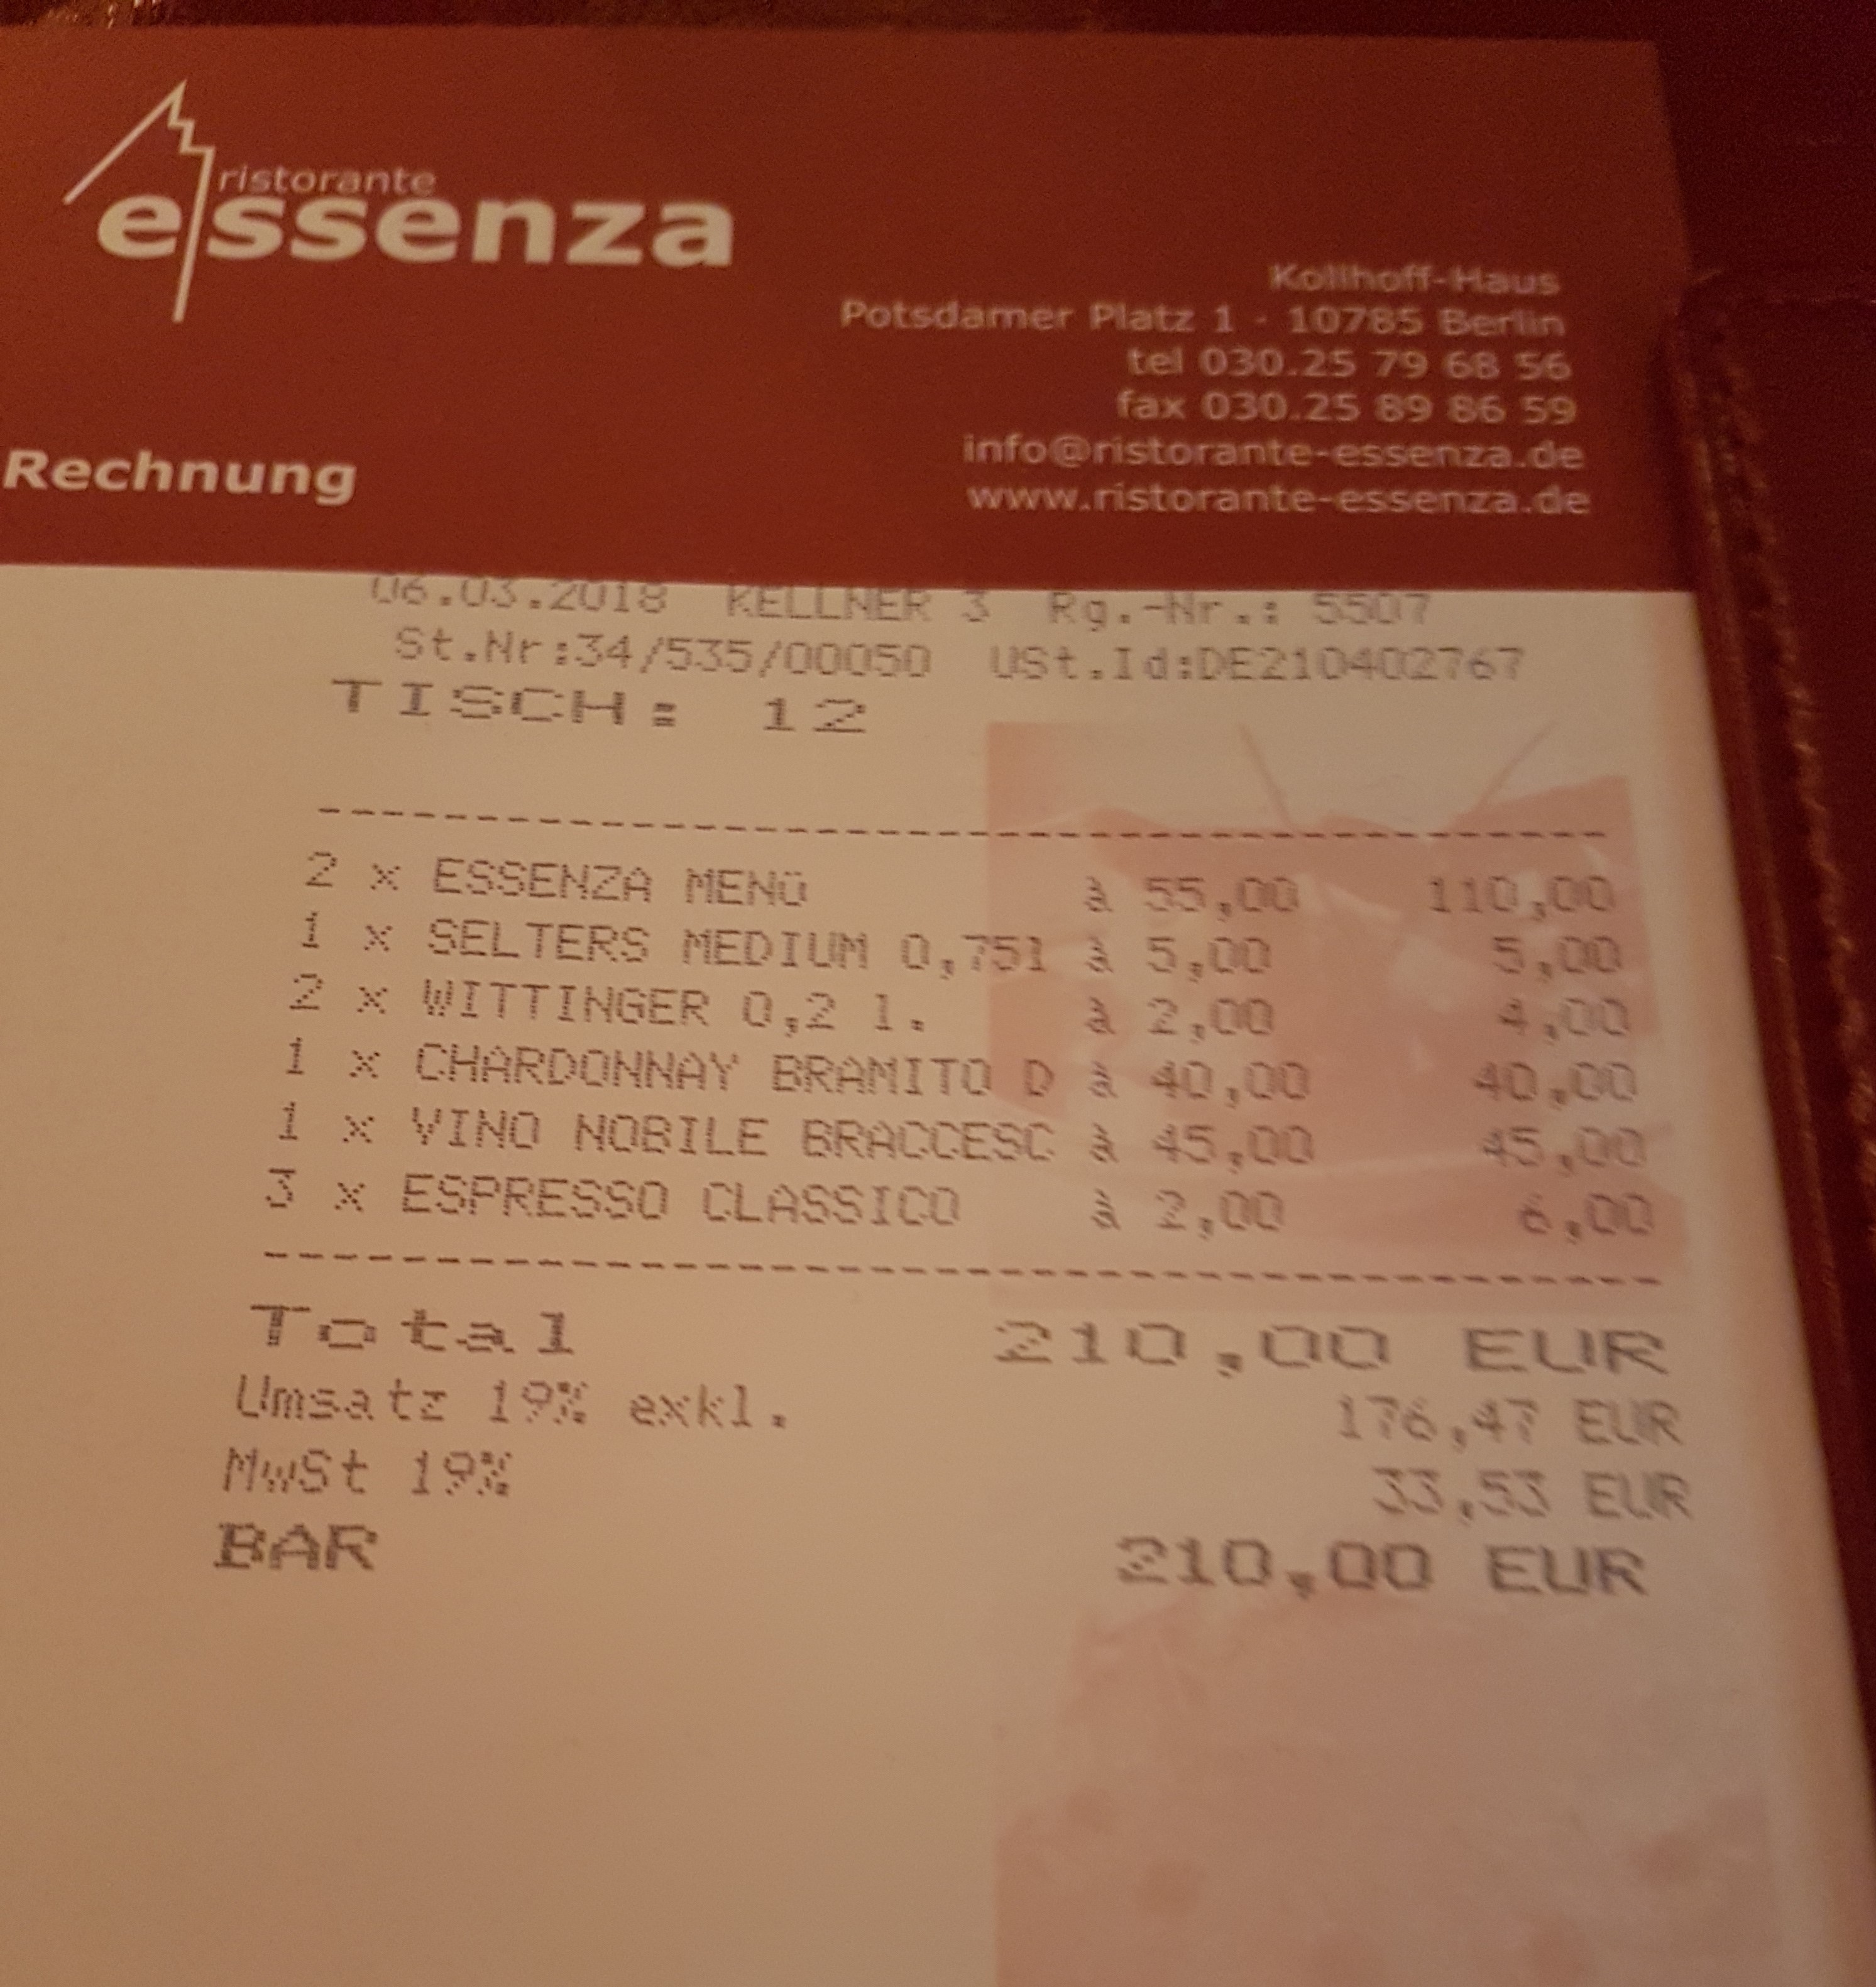 ristorante
essenza
Kollhoff-Haus
Potsdamer Platz 1 · 10785 Berlin
tel 030.25 79 68 56
fax 030.25 89 86 59
info@ristorante-essenza.de
www.ristorante-essenza.de
Rechnung
06.03.2018 KELLNER 3 Rg.-Nr.: 5507
St.Nr:34/535/00050 USt.Id:DE210402767
TISCH: 12
2 x ESSENZA MENü à 55,00 110,00
1 x SELTERS MEDIUM 0,75l à 5,00 5,00
2 x WITTINGER 0,2 l. à 2,00 4,00
1 x CHARDONNAY BRAMITO D à 40,00 40,00
1 x VINO NOBILE BRACCESC à 45,00 45,00
3 x ESPRESSO CLASSICO à 2,00 6,00
Total 210,00 EUR
Umsatz 19% exkl. 176,47 EUR
MwSt 19% 33,53 EUR
BAR 210,00 EUR